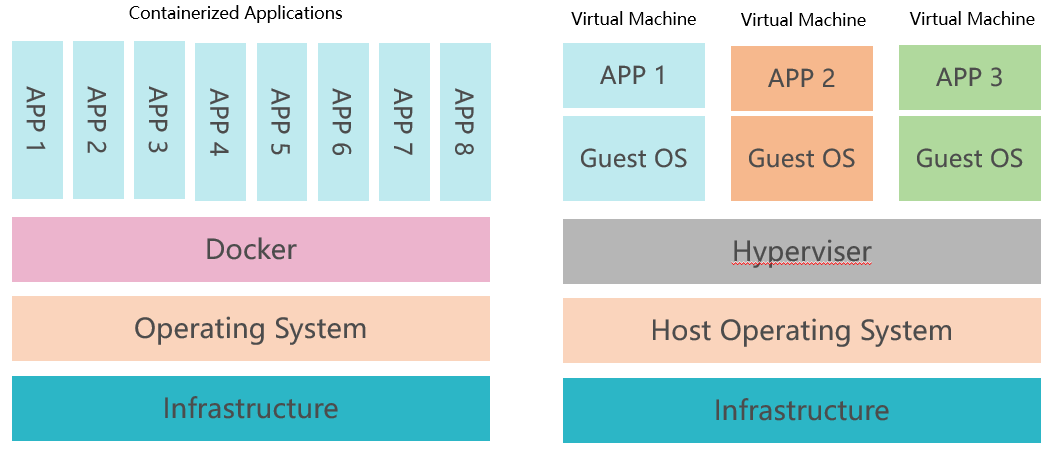 Containerized Applications
APP 1
APP 2
APP 3
APP 4
APP 5
APP 6
APP 7
APP 8
Docker
Operating System
Infrastructure
Virtual Machine
Virtual Machine
Virtual Machine
APP 1
APP 2
APP 3
Guest OS
Guest OS
Guest OS
Hyperviser
Host Operating System
Infrastructure